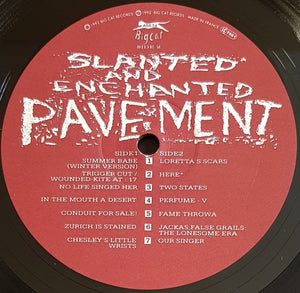 ℗1992 BIG CAT RECORDS ©1992 BIG CAT RECORDS. MADE IN FRANCE
BIGCAT
SIDE 2
SLANTED
AND
ENCHANTED
PAVEMENT
SIDE1 SIDE2
SUMMER BABE (WINTER VERSION) 1 LORETTA'S SCARS
TRIGGER CUT / WOUNDED-KITE AT : 17 2 HERE*
NO LIFE SINGED HER 3 TWO STATES
IN THE MOUTH A DESERT 4 PERFUME - V
CONDUIT FOR SALE! 5 FAME THROWA
ZURICH IS STAINED 6 JACKAS,FALSE GRAILS: THE LONESOME ERA
CHESLEY'S LITTLE WRISTS 7 OUR SINGER